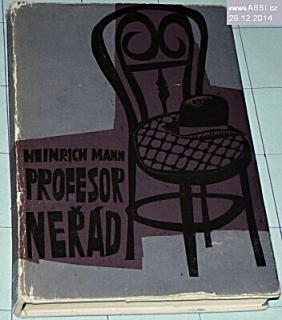 www.ABSI.cz
28.12.2014
HEINRICH MANN
PROFESOR
NEŘÁD